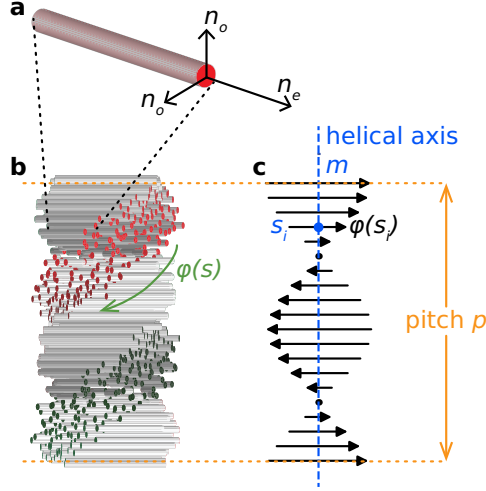 a
n_o
n_o
n_e
b
c
helical axis
m
s_i
φ(s_i)
φ(s)
pitch p